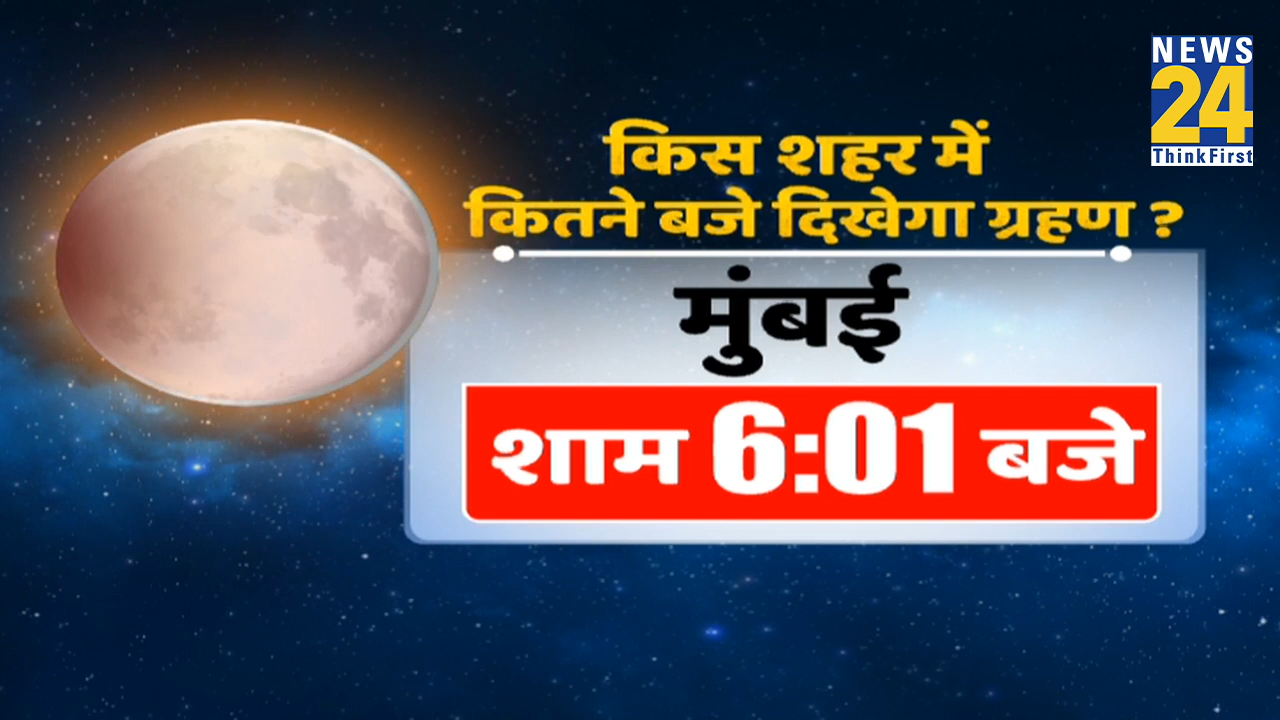 NEWS
24
ThinkFirst
किस शहर में
कितने बजे दिखेगा ग्रहण ?
मुंबई
शाम 6:01 बजे